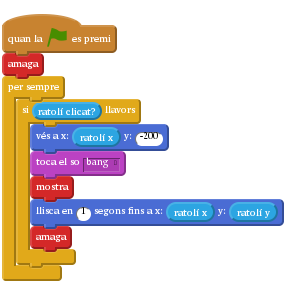 quan la es premi
amaga
per sempre
si ratolí clicat? llavors
vés a x: ratolí x y: -200
toca el so bang
mostra
llisca en 1 segons fins a x: ratolí x y: ratolí y
amaga